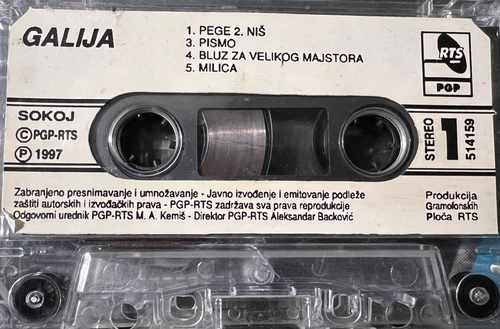 GALIJA
1. PEGE 2. NIŠ
3. PISMO
4. BLUZ ZA VELIKOG MAJSTORA
5. MILICA
RTS
PGP
SOKOJ
©PGP-RTS
Ⓟ 1997
STEREO
1
514159
Zabranjeno presnimavanje i umnožavanje - Javno izvođenje i emitovanje podleže
zaštiti autorskih i izvođačkih prava - PGP-RTS zadržava sva prava reprodukcije
Odgovorni urednik PGP-RTS M. A. Kemiš - Direktor PGP-RTS Aleksandar Backović
Produkcija
Gramofonskih
Ploča RTS